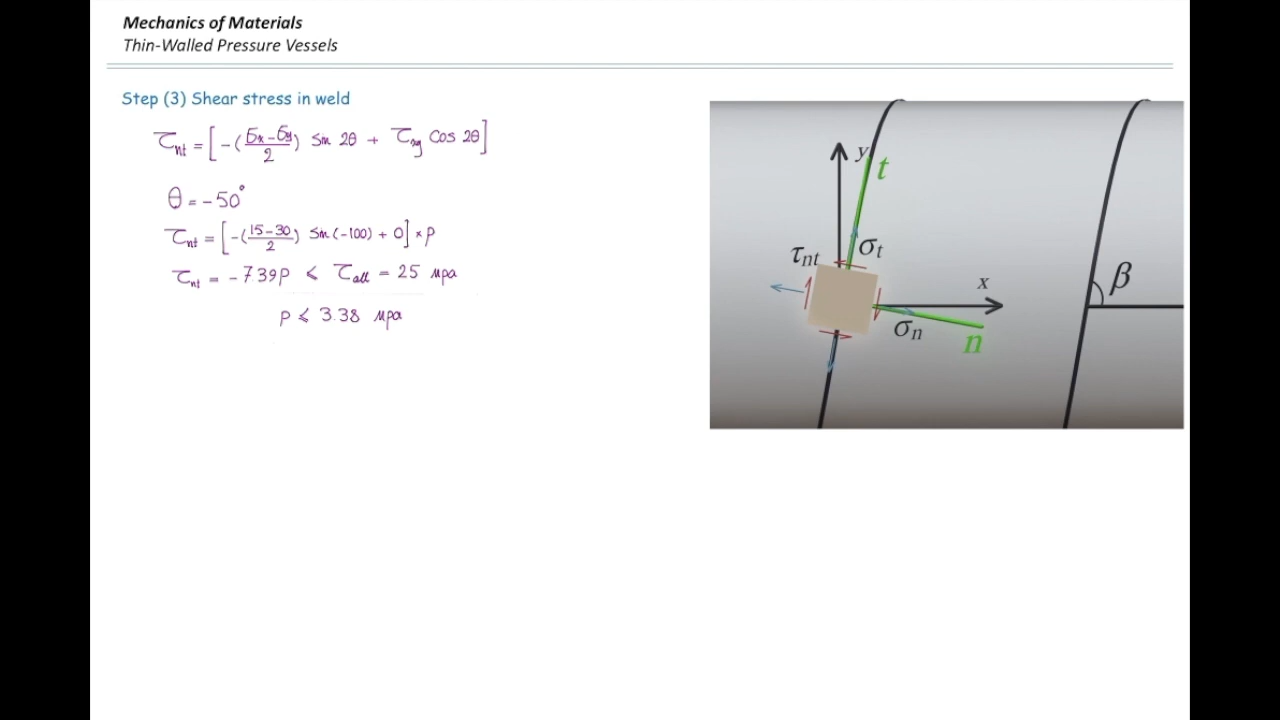 Mechanics of Materials
Thin-Walled Pressure Vessels
Step (3) Shear stress in weld
τnt = [ -(σx-σy)/2 Sin 2θ + τxy Cos 2θ ]
θ = -50°
τnt = [ -(15-30)/2 Sin (-100) + 0 ] * P
τnt = - 7.39P < τall = 25 MPa
P ≤ 3.38 MPa
y
t
τnt
σt
x
β
σn
n